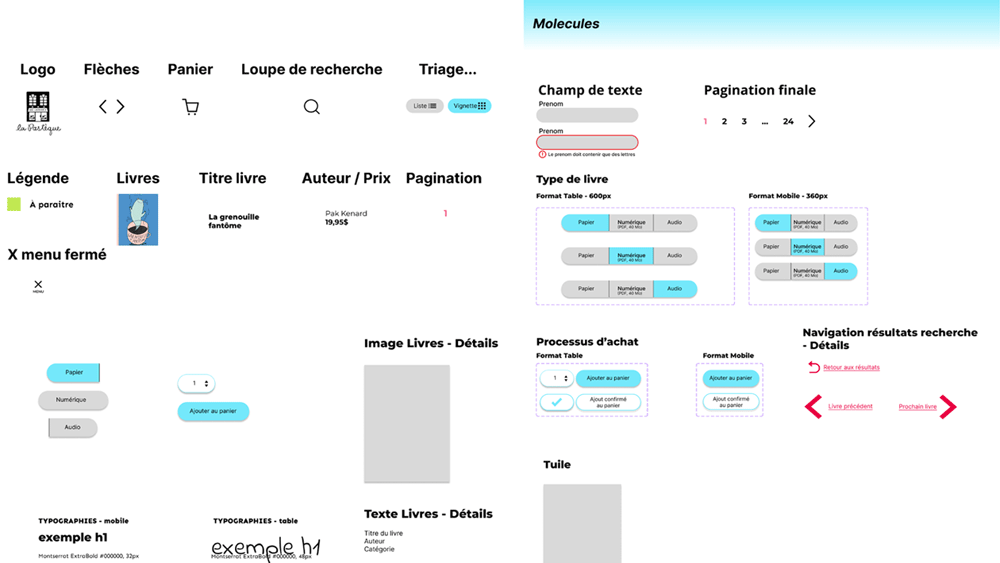 Molecules
Logo
Flèches
Panier
Loupe de recherche
Triage...
la Pastèque
Liste
Vignette
Légende
Livres
Titre livre
Auteur / Prix
Pagination
À paraître
La grenouille
fantôme
Pak Kenard
19,95$
1
X menu fermé
MENU
Papier
Numérique
Audio
1
Ajouter au panier
Image Livres - Détails
TYPOGRAPHIES - mobile
exemple h1
Montserrat ExtraBold #000000, 32px
TYPOGRAPHIES - table
exemple h1
Montserrat ExtraBold #000000, 48px
Texte Livres - Détails
Titre du livre
Auteur
Catégorie
Champ de texte
Prenom
Prenom
Le prenom doit contenir que des lettres
Pagination finale
1 2 3 ... 24
Type de livre
Format Table - 600px
Papier Numérique Audio
(PDF, 40 Mo)
Papier Numérique Audio
(PDF, 40 Mo)
Papier Numérique Audio
(PDF, 40 Mo)
Format Mobile - 360px
Papier Numérique Audio
(PDF, 40 Mo)
Papier Numérique Audio
(PDF, 40 Mo)
Papier Numérique Audio
(PDF, 40 Mo)
Processus d'achat
Format Table
1
Ajouter au panier
Ajout confirmé
au panier
Format Mobile
Ajouter au panier
Ajout confirmé
au panier
Navigation résultats recherche
- Détails
Retour aux résultats
Livre précédent
Prochain livre
Tuile